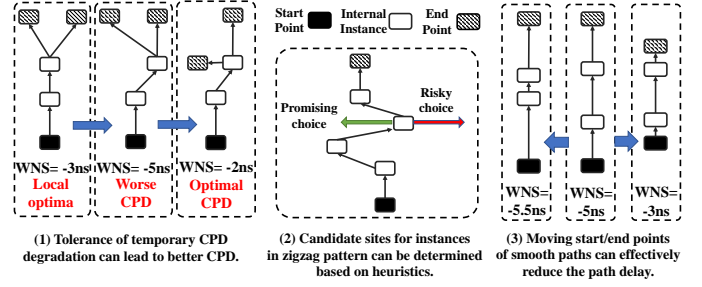 Start
Point
Internal
Instance
End
Point
WNS= -3ns
Local
optima
WNS= -5ns
Worse
CPD
WNS= -2ns
Optimal
CPD
Promising
choice
Risky
choice
WNS=
-5.5ns
WNS=
-5ns
WNS=
-3ns
(1) Tolerance of temporary CPD
degradation can lead to better CPD.
(2) Candidate sites for instances
in zigzag pattern can be determined
based on heuristics.
(3) Moving start/end points
of smooth paths can effectively
reduce the path delay.